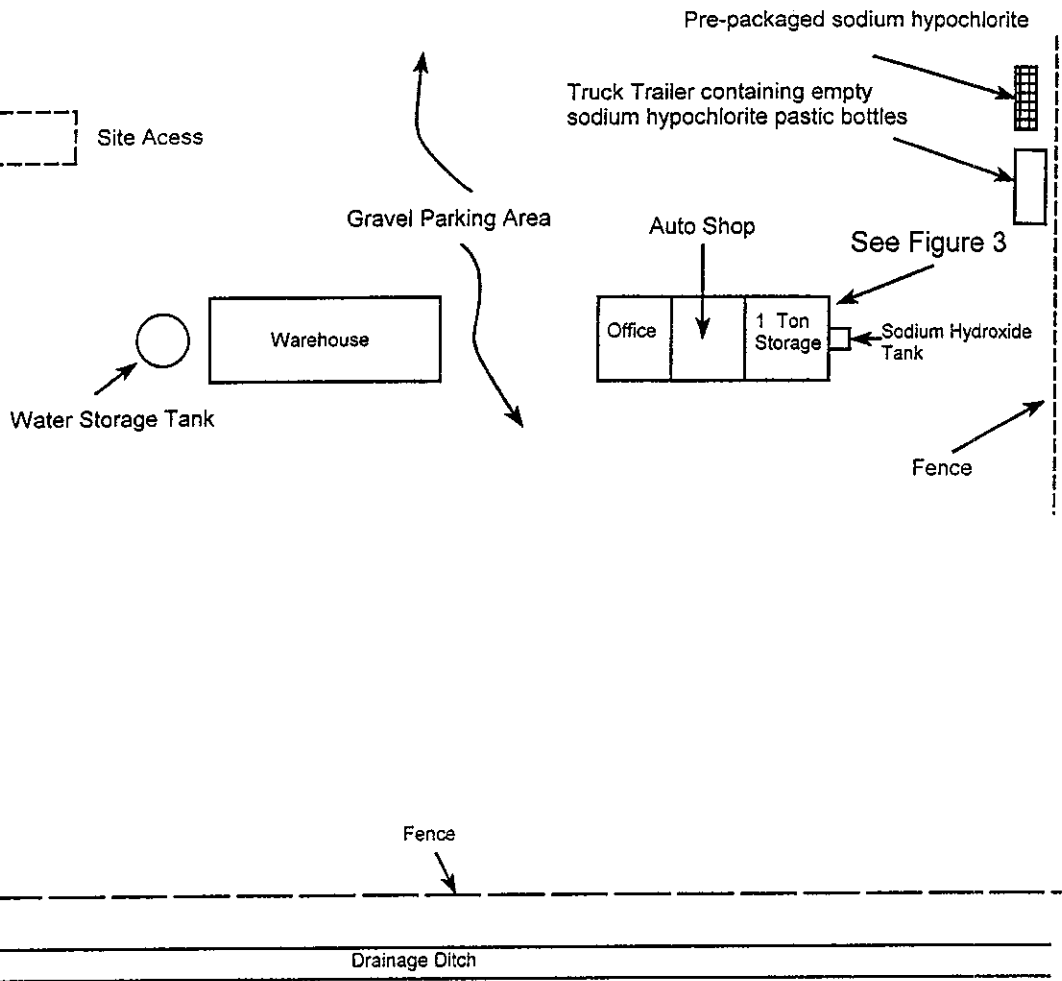 Pre-packaged sodium hypochlorite
Truck Trailer containing empty
sodium hypochlorite pastic bottles
Site Acess
Gravel Parking Area
Auto Shop
See Figure 3
Office
1 Ton
Storage
Sodium Hydroxide
Tank
Warehouse
Water Storage Tank
Fence
Fence
Drainage Ditch